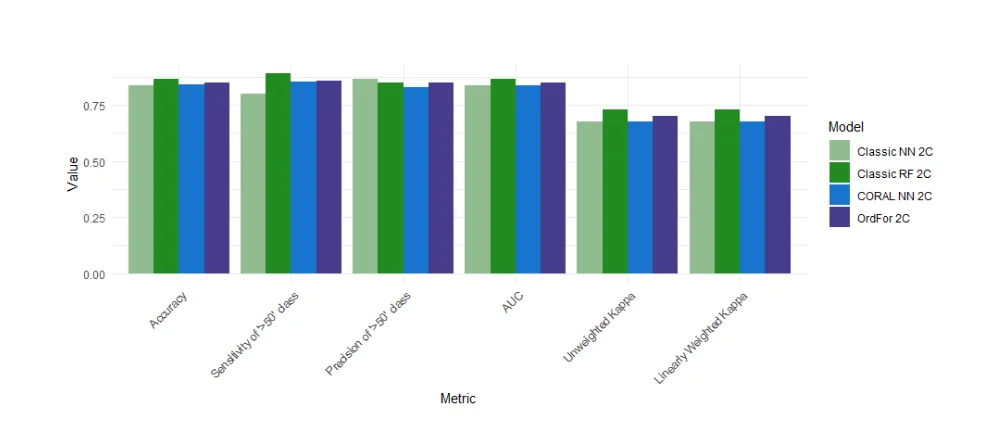 Value
0.75
0.50
0.25
0.00
Accuracy
Sensitivity of '>50' class
Precision of '>50' class
AUC
Unweighted Kappa
Linearly Weighted Kappa
Metric
Model
Classic NN 2C
Classic RF 2C
CORAL NN 2C
OrdFor 2C